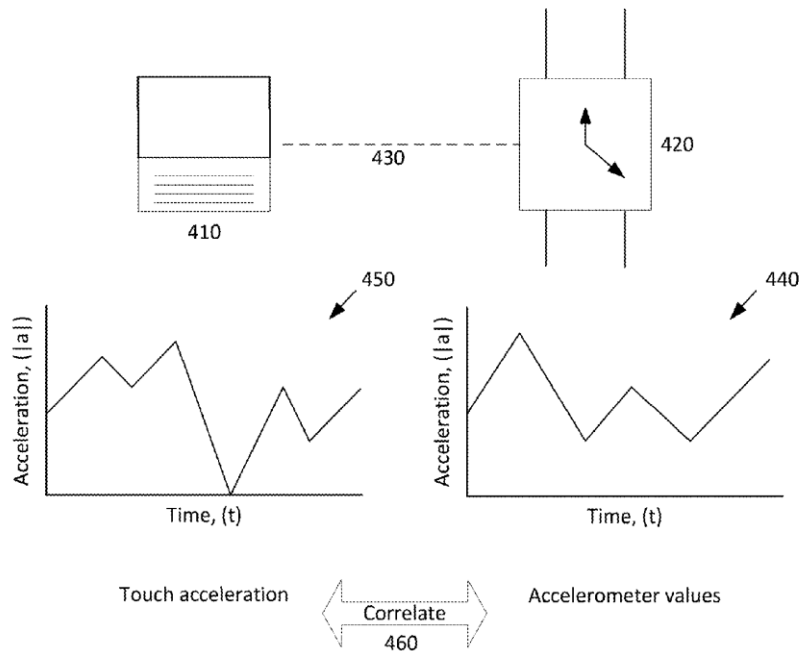 430
420
410
450
440
Acceleration, (|a|)
Acceleration, (|a|)
Time, (t)
Time, (t)
Touch acceleration
Correlate
Accelerometer values
460